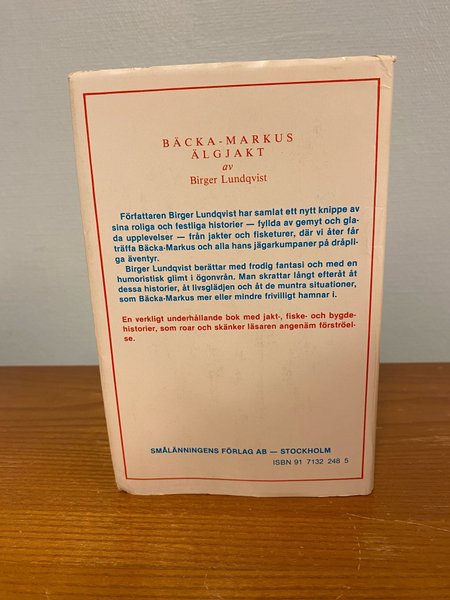 BÄCKA-MARKUS
ÄLGJAKT
av
Birger Lundqvist
Författaren Birger Lundqvist har samlat ett nytt knippe av
sina roliga och festliga historier — fyllda av gemyt och gla-
da upplevelser — från jakter och fisketurer, där vi åter får
träffa Bäcka-Markus och alla hans jägarkumpaner på dråpli-
ga äventyr.
Birger Lundqvist berättar med frodig fantasi och med en
humoristisk glimt i ögonvrån. Man skrattar långt efteråt åt
dessa historier, åt livsglädjen och åt de muntra situationer,
som Bäcka-Markus mer eller mindre frivilligt hamnar i.
En verkligt underhållande bok med jakt-, fiske- och bygde-
historier, som roar och skänker läsaren angenäm förströel-
se.
SMÅLÄNNINGENS FÖRLAG AB — STOCKHOLM
ISBN 91 7132 248 5